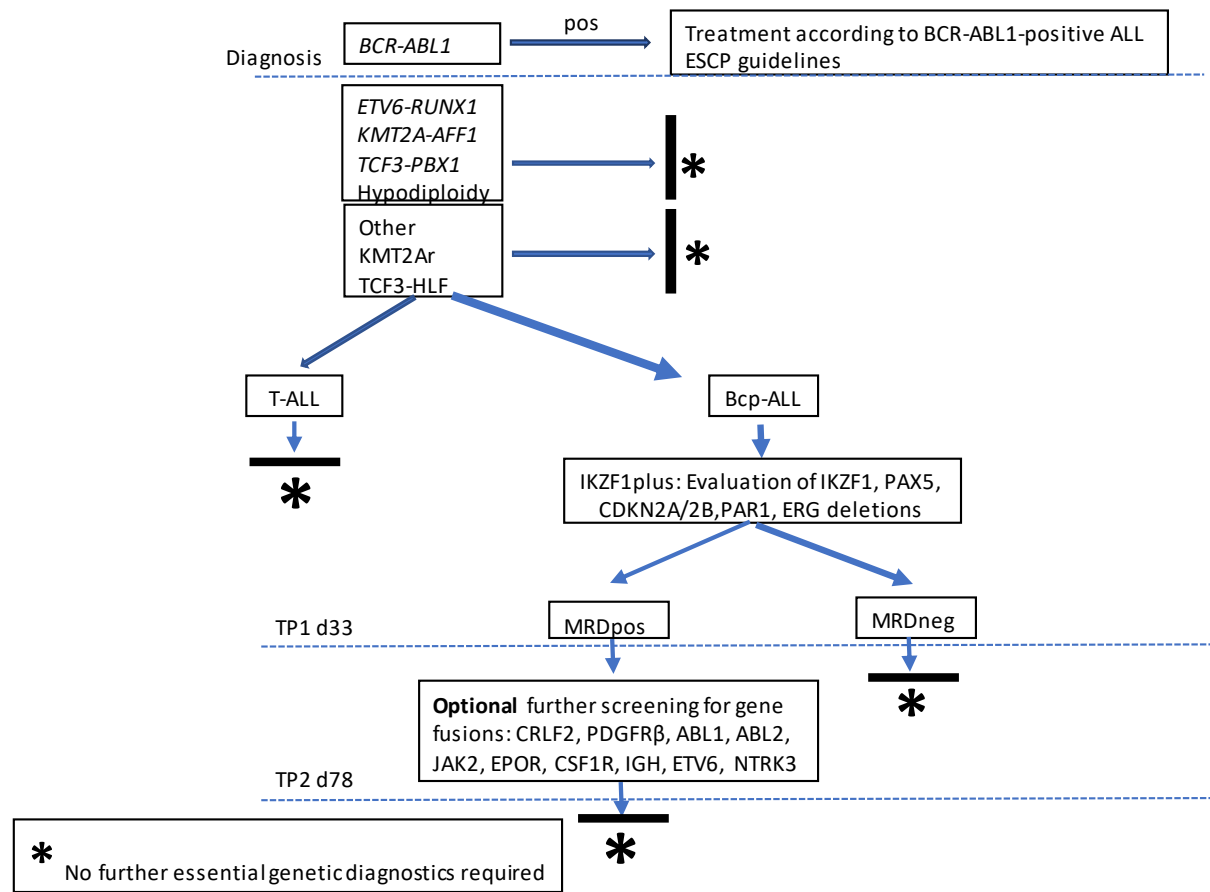 BCR-ABL1
pos
Treatment according to BCR-ABL1-positive ALL
ESCP guidelines
Diagnosis
ETV6-RUNX1
KMT2A-AFF1
TCF3-PBX1
Hypodiploidy
*
Other
KMT2Ar
TCF3-HLF
*
T-ALL
Bcp-ALL
*
IKZF1plus: Evaluation of IKZF1, PAX5,
CDKN2A/2B,PAR1, ERG deletions
TP1 d33
MRDpos
MRDneg
*
Optional further screening for gene
fusions: CRLF2, PDGFRβ, ABL1, ABL2,
JAK2, EPOR, CSF1R, IGH, ETV6, NTRK3
TP2 d78
*
* No further essential genetic diagnostics required